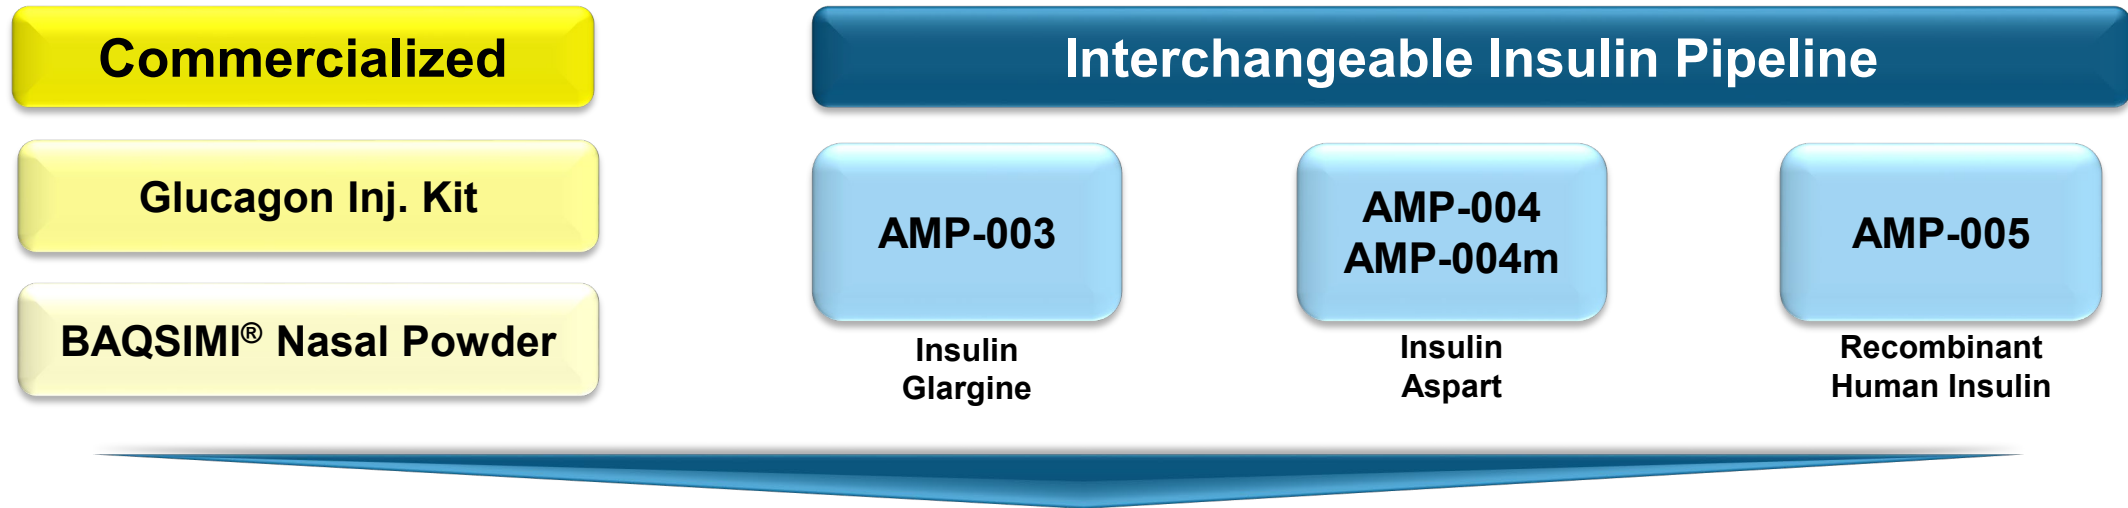 Commercialized
Glucagon Inj. Kit
BAQSIMI® Nasal Powder
Interchangeable Insulin Pipeline
AMP-003
Insulin
Glargine
AMP-004
AMP-004m
Insulin
Aspart
AMP-005
Recombinant
Human Insulin